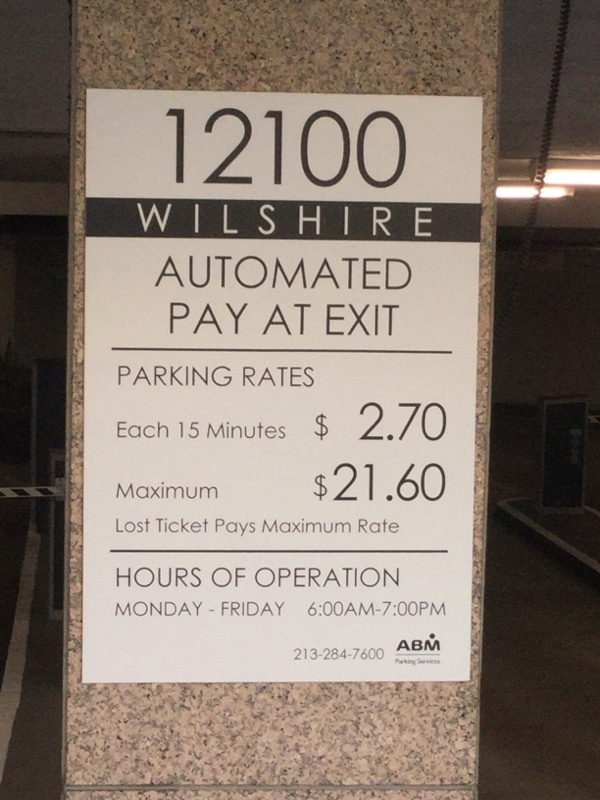 12100
WILSHIRE
AUTOMATED
PAY AT EXIT
PARKING RATES
Each 15 Minutes $ 2.70
Maximum $21.60
Lost Ticket Pays Maximum Rate
HOURS OF OPERATION
MONDAY - FRIDAY 6:00AM-7:00PM
213-284-7600 ABM
Parking Services